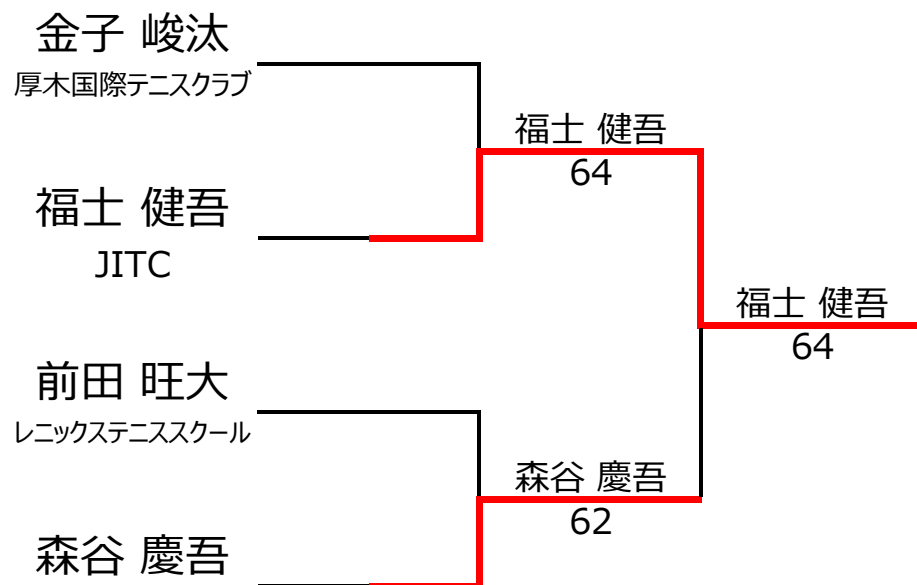 金子 峻汰
厚木国際テニスクラブ
福士 健吾
64
福士 健吾
JITC
福士 健吾
64
前田 旺大
レニックステニススクール
森谷 慶吾
62
森谷 慶吾